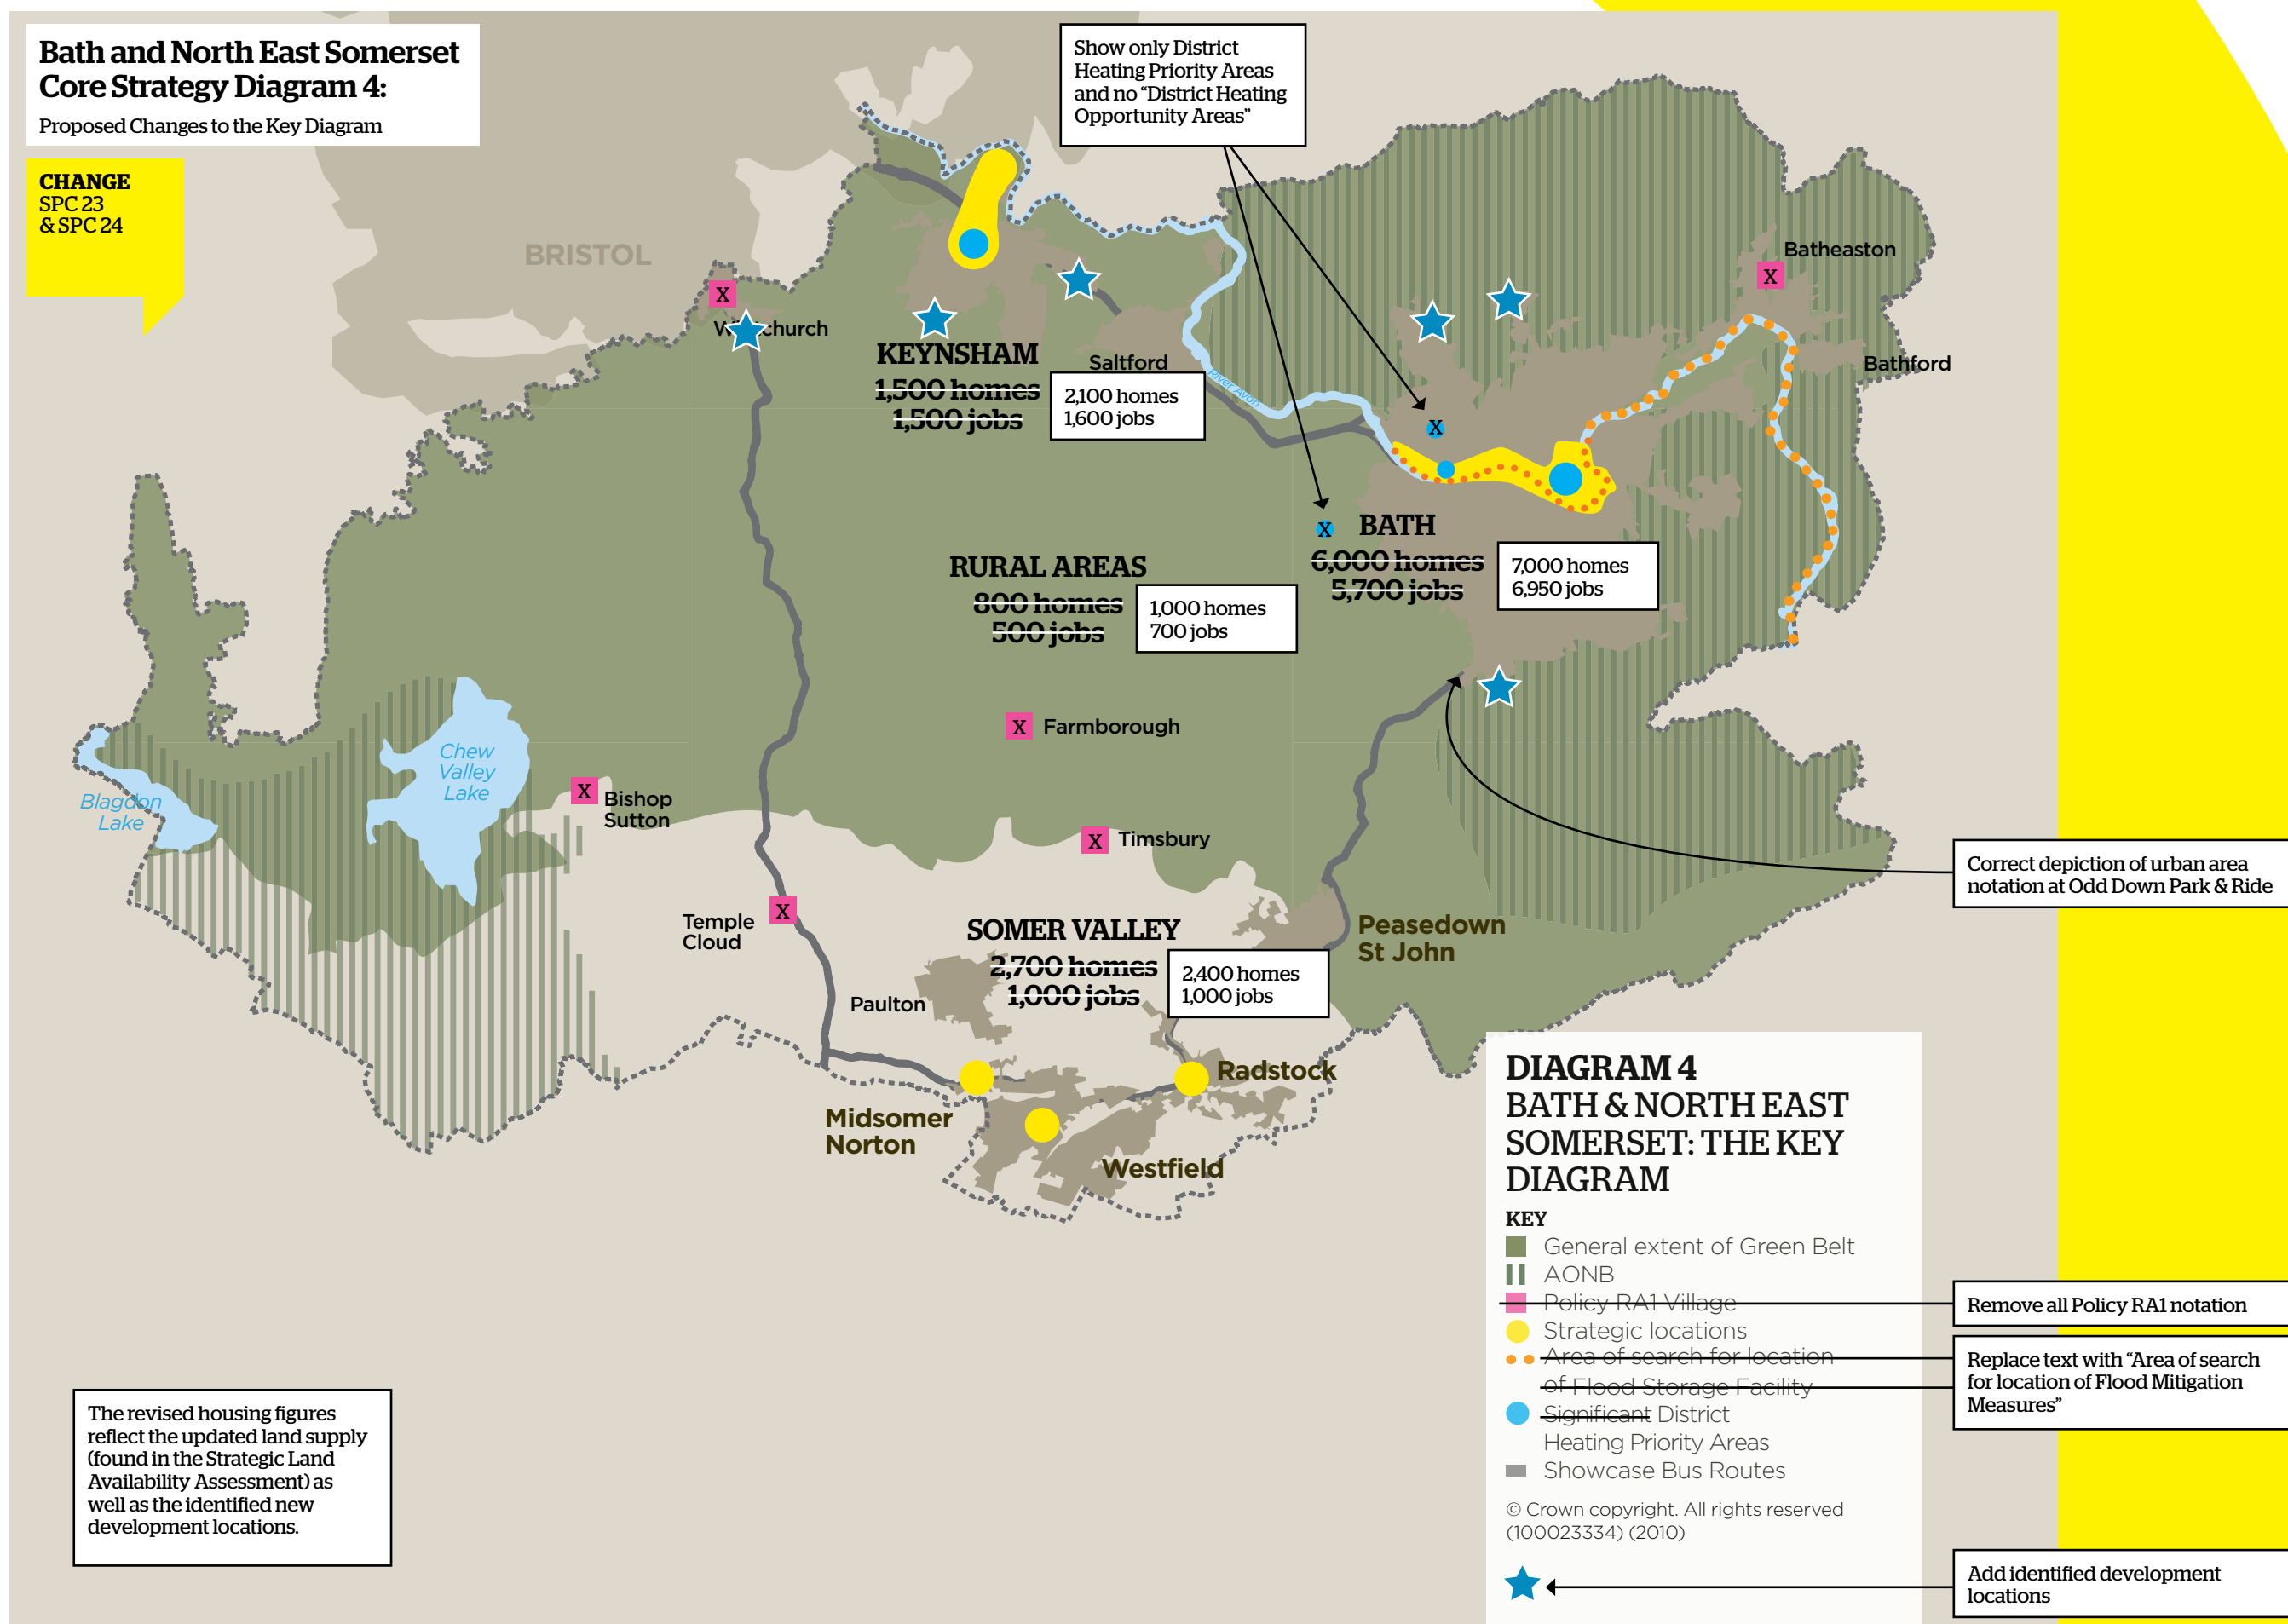 Bath and North East Somerset
Core Strategy Diagram 4:
Proposed Changes to the Key Diagram
CHANGE
SPC 23
& SPC 24
Show only District
Heating Priority Areas
and no “District Heating
Opportunity Areas”
BRISTOL
X
church
KEYNSHAM
1,500 homes
1,500 jobs
2,100 homes
1,600 jobs
Saltford
River Avon
Batheaston
X
Bathford
X
X
BATH
6,000 homes
5,700 jobs
7,000 homes
6,950 jobs
RURAL AREAS
800 homes
500 jobs
1,000 homes
700 jobs
X
Farmborough
Chew
Valley
Lake
Blagdon
Lake
X
Bishop
Sutton
X
Timsbury
X
Temple
Cloud
SOMER VALLEY
2,700 homes
1,000 jobs
2,400 homes
1,000 jobs
Peasedown
St John
Paulton
Radstock
Midsomer
Norton
Westfield
Correct depiction of urban area
notation at Odd Down Park & Ride
DIAGRAM 4
BATH & NORTH EAST
SOMERSET: THE KEY
DIAGRAM
KEY
General extent of Green Belt
AONB
Policy RA1 Village
Strategic locations
Area of search for location
of Flood Storage Facility
Significant District
Heating Priority Areas
Showcase Bus Routes
© Crown copyright. All rights reserved
(100023334) (2010)
Remove all Policy RA1 notation
Replace text with “Area of search
for location of Flood Mitigation
Measures”
Add identified development
locations
The revised housing figures
reflect the updated land supply
(found in the Strategic Land
Availability Assessment) as
well as the identified new
development locations.